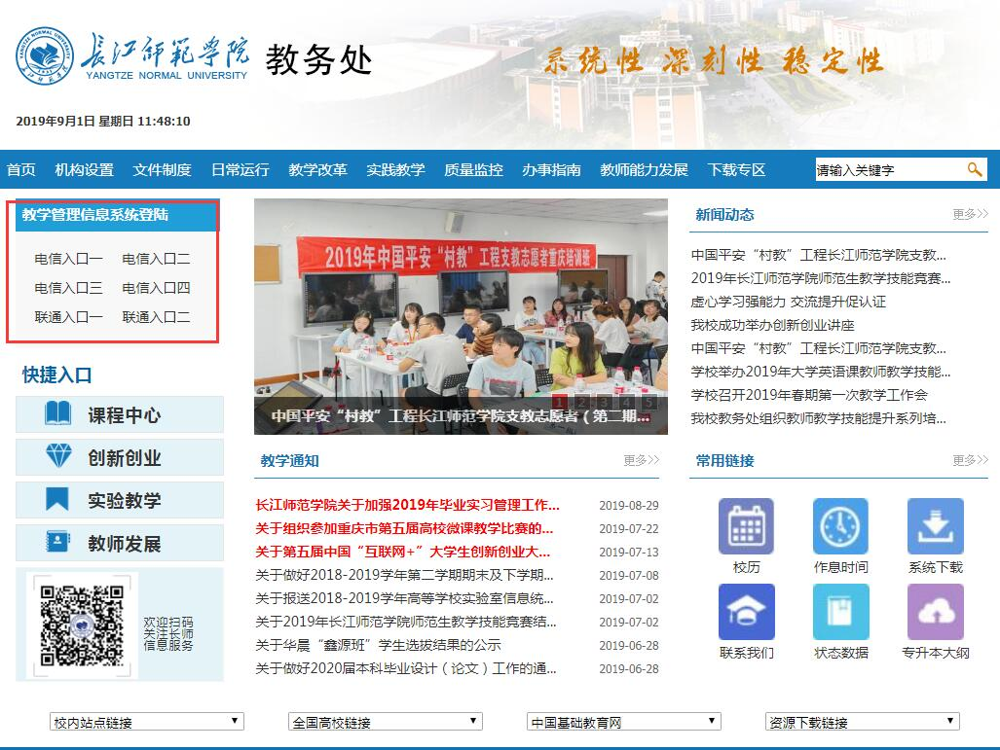 长江师范学院
YANGTZE NORMAL UNIVERSITY
教务处
系统性 深刻性 稳定性
2019年9月1日 星期日 11:48:10
首页 机构设置 文件制度 日常运行 教学改革 实践教学 质量监控 办事指南 教师能力发展 下载专区
请输入关键字
教学管理信息系统登陆
电信入口一 电信入口二
电信入口三 电信入口四
联通入口一 联通入口二
快捷入口
课程中心
创新创业
实验教学
教师发展
欢迎扫码
关注长师
信息服务
2019年中国平安“村教”工程支教志愿者重庆培训班
1 2 3 4 5
中国平安“村教”工程长江师范学院支教志愿者（第二期...
教学通知 更多>>
长江师范学院关于加强2019年毕业实习管理工作... 2019-08-29
关于组织参加重庆市第五届高校微课教学比赛的... 2019-07-22
关于第五届中国“互联网+”大学生创新创业大... 2019-07-13
关于做好2018-2019学年第二学期期末及下学期... 2019-07-08
关于报送2018-2019学年高等学校实验室信息统... 2019-07-02
关于2019年长江师范学院师范生教学技能竞赛结... 2019-07-02
关于华晨“鑫源班”学生选拔结果的公示 2019-06-28
关于做好2020届本科毕业设计（论文）工作的通... 2019-06-28
新闻动态 更多>>
中国平安“村教”工程长江师范学院支教...
2019年长江师范学院师范生教学技能竞赛...
虚心学习强能力 交流提升促认证
我校成功举办创新创业讲座
中国平安“村教”工程长江师范学院支教...
学校举办2019年大学英语课教师教学技能...
学校召开2019年春期第一次教学工作会
我校教务处组织教师教学技能提升系列培...
常用链接 更多>>
校历 作息时间 系统下载
联系我们 状态数据 专升本大纲
校内站点链接 全国高校链接 中国基础教育网 资源下载链接